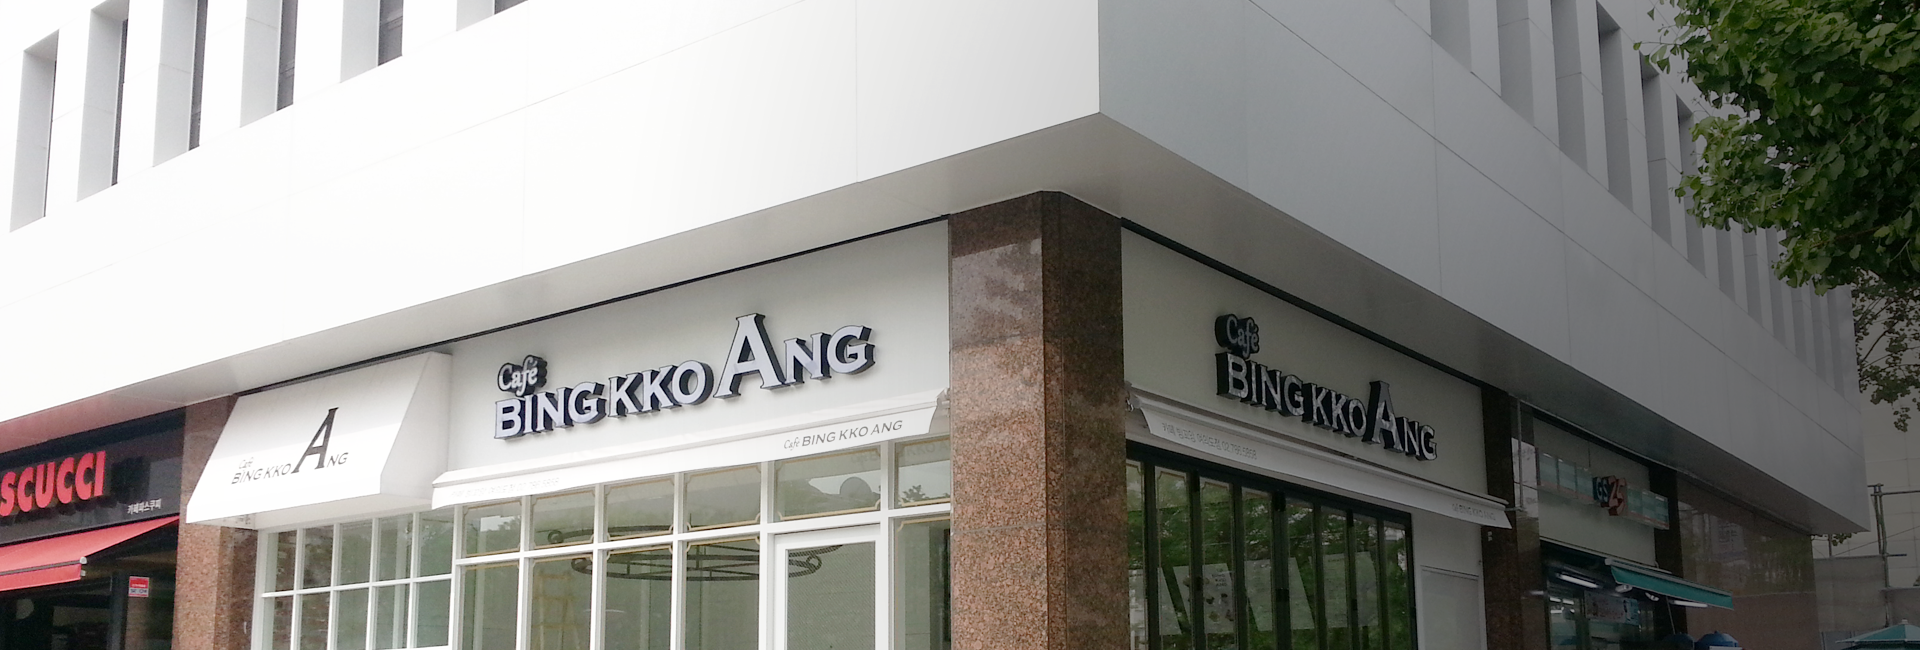 SCUCCI
카페파스쿠찌
Café
BING KKO ANG
Café
BING KKO ANG
Café BING KKO ANG
Café
BING KKO ANG
GS25